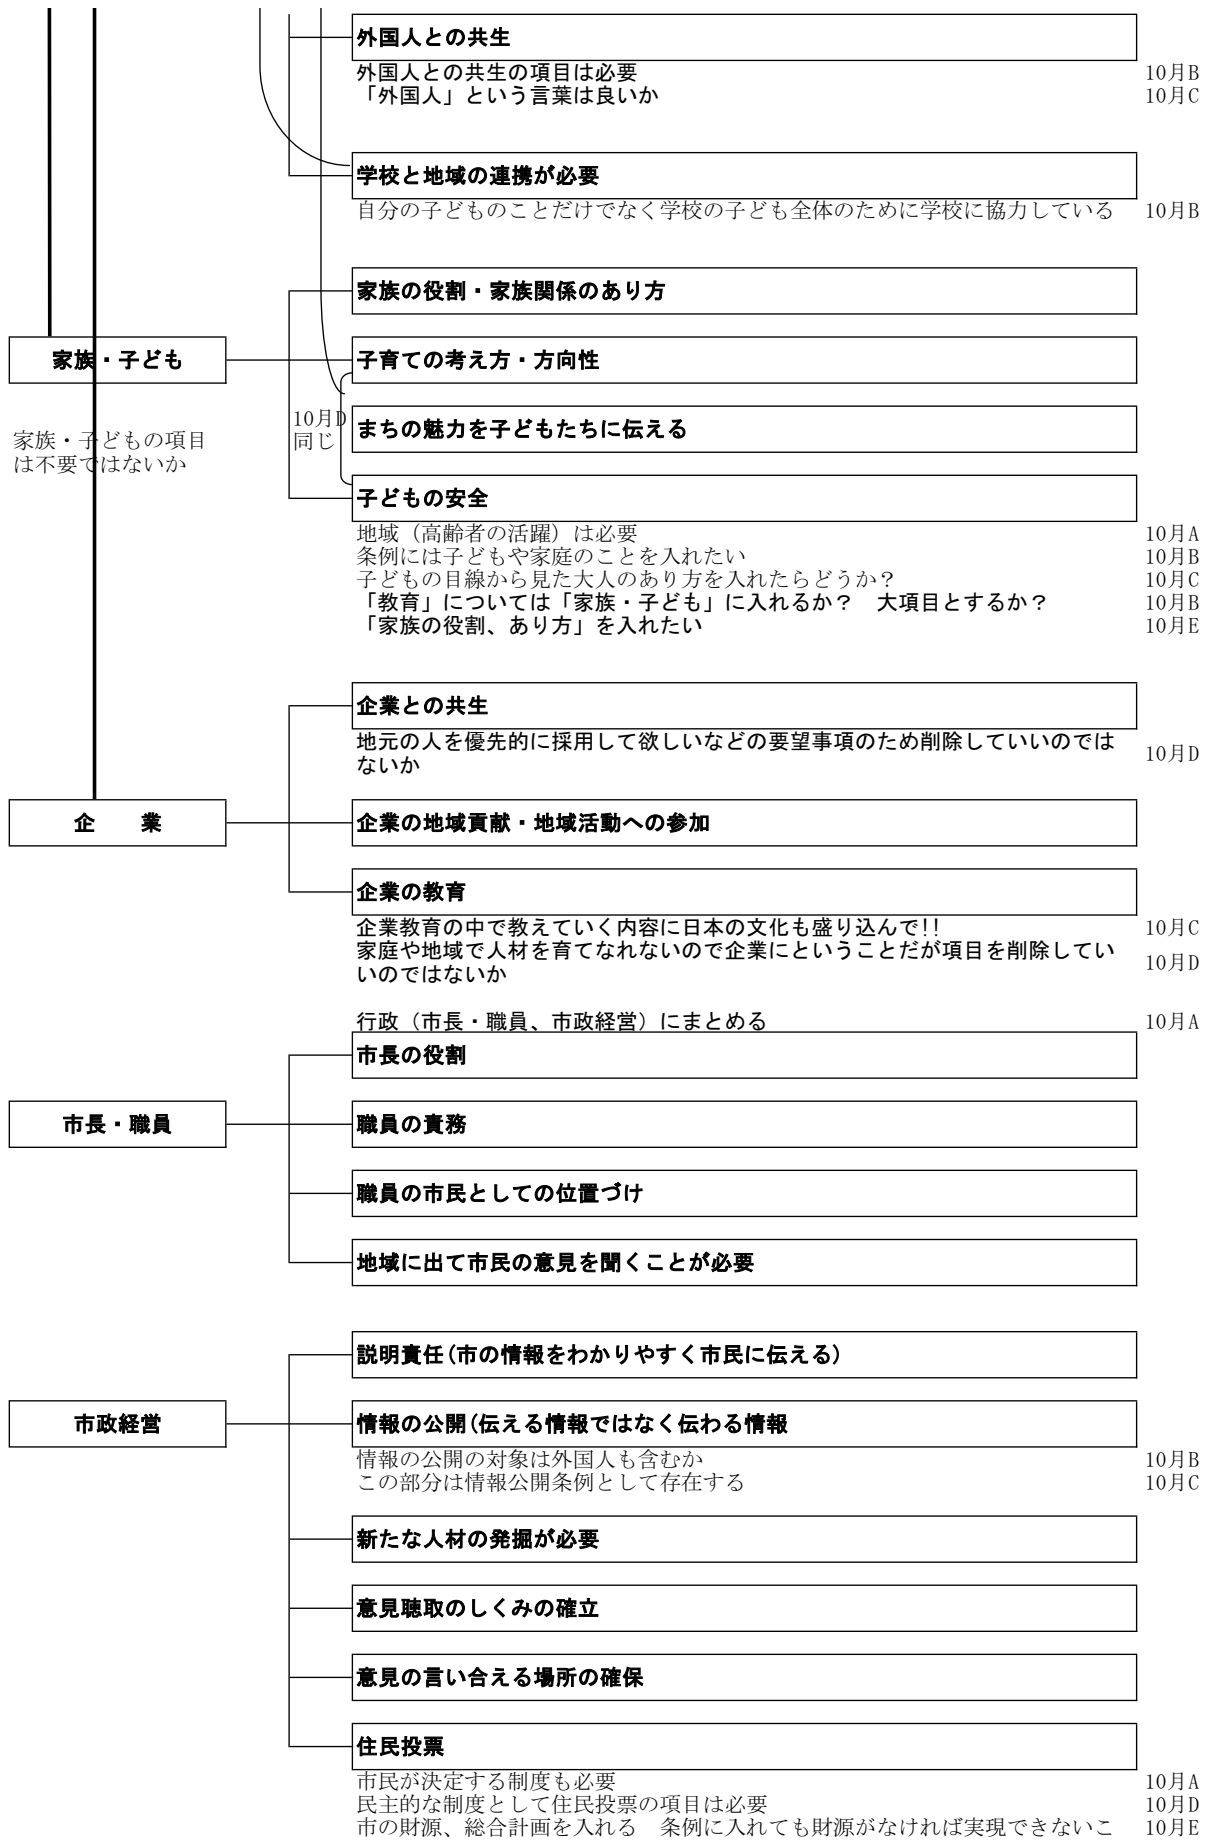 外国人との共生
外国人との共生の項目は必要 10月B
「外国人」という言葉は良いか 10月C
学校と地域の連携が必要
自分の子どものことだけでなく学校の子ども全体のために学校に協力している 10月B
家族の役割・家族関係のあり方
家族・子ども
子育ての考え方・方向性
家族・子どもの項目
は不要ではないか
10月D
同じ
まちの魅力を子どもたちに伝える
子どもの安全
地域（高齢者の活躍）は必要 10月A
条例には子どもや家庭のことを入れたい 10月B
子どもの目線から見た大人のあり方を入れたらどうか？ 10月C
「教育」については「家族・子ども」に入れるか？　大項目とするか？ 10月B
「家族の役割、あり方」を入れたい 10月E
企業との共生
地元の人を優先的に採用して欲しいなどの要望事項のため削除していいのでは
ないか 10月D
企　業
企業の地域貢献・地域活動への参加
企業の教育
企業教育の中で教えていく内容に日本の文化も盛り込んで!! 10月C
家庭や地域で人材を育てなれないので企業にということだが項目を削除してい
いのではないか 10月D
行政（市長・職員、市政経営）にまとめる 10月A
市長の役割
市長・職員
職員の責務
職員の市民としての位置づけ
地域に出て市民の意見を聞くことが必要
説明責任(市の情報をわかりやすく市民に伝える)
市政経営
情報の公開(伝える情報ではなく伝わる情報
情報の公開の対象は外国人も含むか 10月B
この部分は情報公開条例として存在する 10月C
新たな人材の発掘が必要
意見聴取のしくみの確立
意見の言い合える場所の確保
住民投票
市民が決定する制度も必要 10月A
民主的な制度として住民投票の項目は必要 10月D
市の財源、総合計画を入れる　条例に入れても財源がなければ実現できないこ 10月E